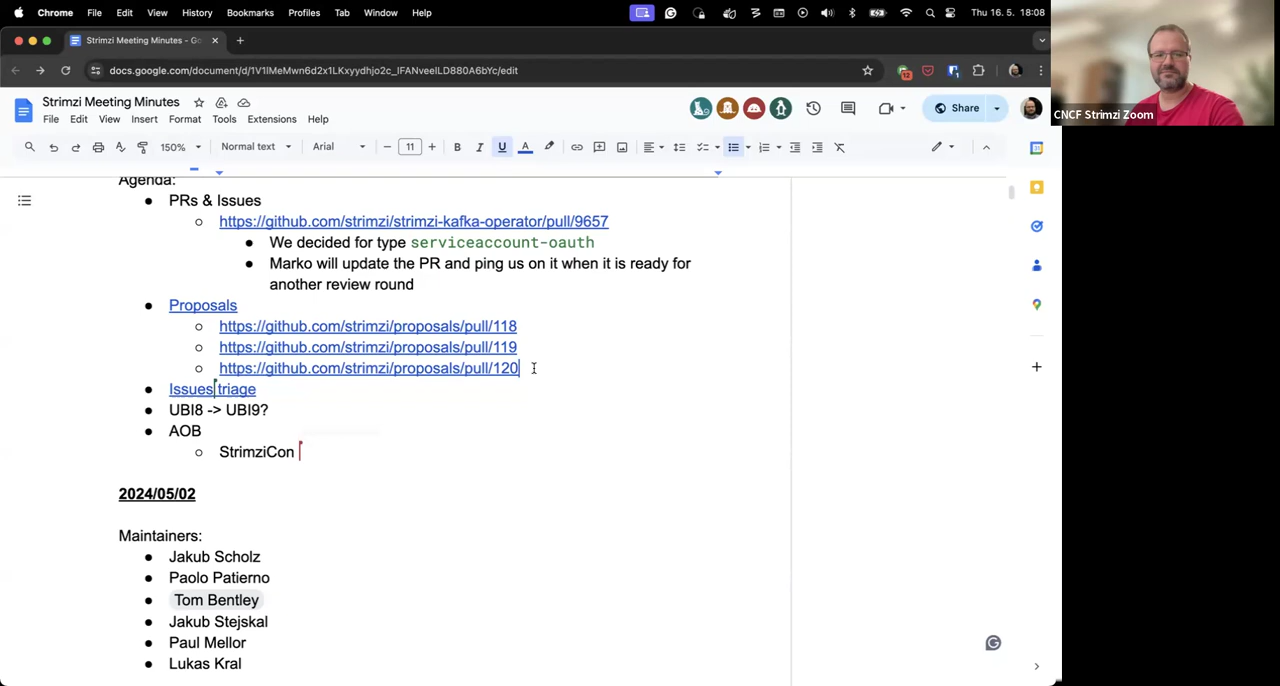 Chrome File Edit View History Bookmarks Profiles Tab Window Help Thu 16. 5. 18:08
Strimzi Meeting Minutes - Go
docs.google.com/document/d/1V1lMeMwn6d2x1LKxyydhjo2c_IFANveelLD880A6bYc/edit
12
Strimzi Meeting Minutes
File Edit View Insert Format Tools Extensions Help
Share
150% Normal text Arial 11 B I U A
Agenda:
PRs & Issues
https://github.com/strimzi/strimzi-kafka-operator/pull/9657
We decided for type serviceaccount-oauth
Marko will update the PR and ping us on it when it is ready for
another review round
Proposals
https://github.com/strimzi/proposals/pull/118
https://github.com/strimzi/proposals/pull/119
https://github.com/strimzi/proposals/pull/120
Issues triage
UBI8 -> UBI9?
AOB
StrimziCon
2024/05/02
Maintainers:
Jakub Scholz
Paolo Patierno
Tom Bentley
Jakub Stejskal
Paul Mellor
Lukas Kral
CNCF Strimzi Zoom